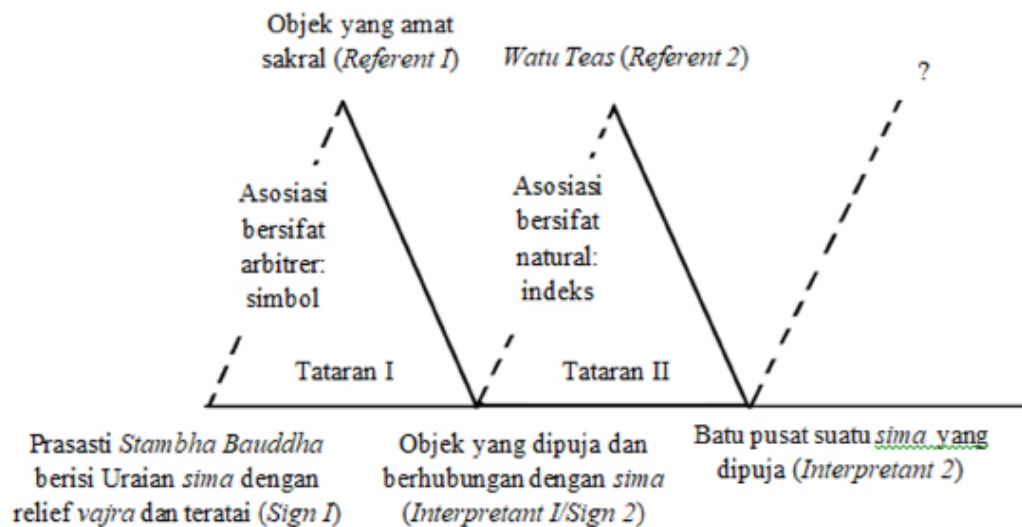 Objek yang amat
sakral (Referent I)
Watu Teas (Referent 2)
?
Asosiasi
bersifat
arbitrer:
simbol
Asosiasi
bersifat
natural:
indeks
Tataran I
Tataran II
Prasasti Stambha Bauddha
berisi Uraian sima dengan
relief vajra dan teratai (Sign I)
Objek yang dipuja dan
berhubungan dengan sima
(Interpretant I/Sign 2)
Batu pusat suatu sima yang
dipuja (Interpretant 2)